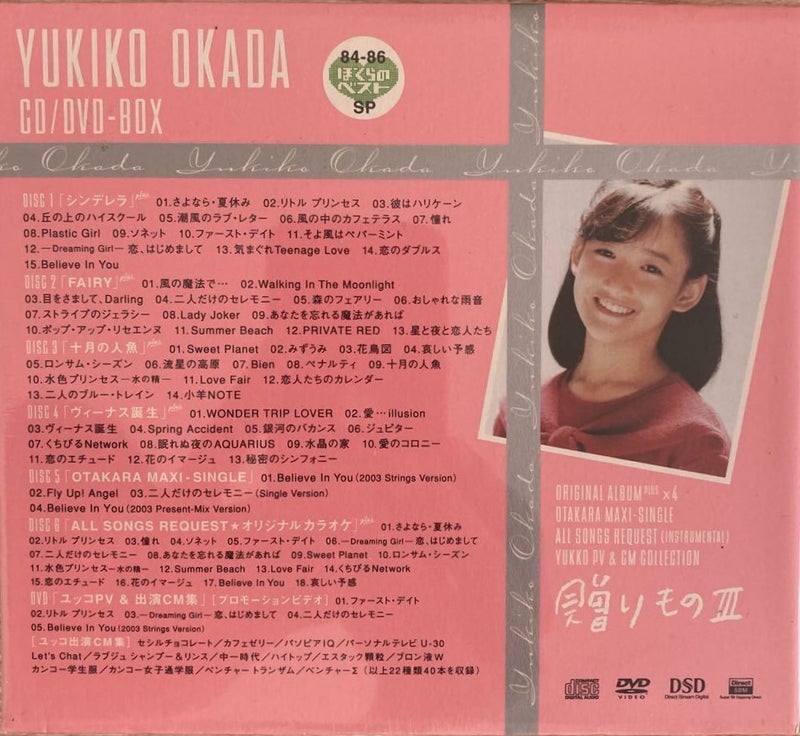 YUKIKO OKADA
CD/DVD-BOX
84-86
ぼくらの
ベスト
SP
Okada Yukiko Okada Yukiko Okada
Yukiko Okada Yukiko Okada Yukiko
DISC 1「シンデレラ」plus 01.さよなら・夏休み 02.リトル プリンセス 03.彼はハリケーン
04.丘の上のハイスクール 05.潮風のラブ・レター 06.風の中のカフェテラス 07.憧れ
08.Plastic Girl 09.ソネット 10.ファースト・デイト 11.そよ風はペパーミント
12.―Dreaming Girl― 恋、はじめまして 13.気まぐれTeenage Love 14.恋のダブルス
15.Believe In You
DISC 2「FAIRY」plus 01.風の魔法で… 02.Walking In The Moonlight
03.目をさまして、Darling 04.二人だけのセレモニー 05.森のフェアリー 06.おしゃれな雨音
07.ストライプのジェラシー 08.Lady Joker 09.あなたを忘れる魔法があれば
10.ポップ・アップ・リセエンヌ 11.Summer Beach 12.PRIVATE RED 13.星と夜と恋人たち
DISC 3「十月の人魚」plus 01.Sweet Planet 02.みずうみ 03.花鳥図 04.哀しい予感
05.ロンサム・シーズン 06.流星の高原 07.Bien 08.ペナルティ 09.十月の人魚
10.水色プリンセス―水の精― 11.Love Fair 12.恋人たちのカレンダー
13.二人のブルー・トレイン 14.小羊NOTE
DISC 4「ヴィーナス誕生」plus 01.WONDER TRIP LOVER 02.愛…illusion
03.ヴィーナス誕生 04.Spring Accident 05.銀河のバカンス 06.ジュピター
07.くちびるNetwork 08.眠れぬ夜のAQUARIUS 09.水晶の家 10.愛のコロニー
11.恋のエチュード 12.花のイマージュ 13.秘密のシンフォニー
DISC 5「OTAKARA MAXI-SINGLE」01.Believe In You (2003 Strings Version)
02.Fly Up! Angel 03.二人だけのセレモニー (Single Version)
04.Believe In You (2003 Present-Mix Version)
DISC 6「ALL SONGS REQUEST★オリジナルカラオケ」plus 01.さよなら・夏休み
02.リトル プリンセス 03.憧れ 04.ソネット 05.ファースト・デイト 06.―Dreaming Girl― 恋、はじめまして
07.二人だけのセレモニー 08.あなたを忘れる魔法があれば 09.Sweet Planet 10.ロンサム・シーズン
11.水色プリンセス―水の精― 12.Summer Beach 13.Love Fair 14.くちびるNetwork
15.恋のエチュード 16.花のイマージュ 17.Believe In You 18.哀しい予感
DVD「ユッコPV & 出演CM集」[プロモーションビデオ] 01.ファースト・デイト
02.リトル プリンセス 03.―Dreaming Girl― 恋、はじめまして 04.二人だけのセレモニー
05.Believe In You (2003 Strings Version)
[ユッコ出演CM集] セシルチョコレート/カフェゼリー/パソピアIQ/パーソナルテレビ U-30
Let's Chat/ラブジュ シャンプー&リンス/中一時代/ハイトップ/エスタック顆粒/ブロン液W
カンコー学生服/カンコー女子通学服/ベンチャートランザム/ベンチャーΣ (以上22種類40本を収録)
ORIGINAL ALBUM PLUS ×4
OTAKARA MAXI-SINGLE
ALL SONGS REQUEST (INSTRUMENTAL)
YUKKO PV & CM COLLECTION
贈りものⅢ
COMPACT
disc
DIGITAL AUDIO
DVD
VIDEO
DSD
Direct Stream Digital
Direct
SBM
Super Bit Mapping Direct